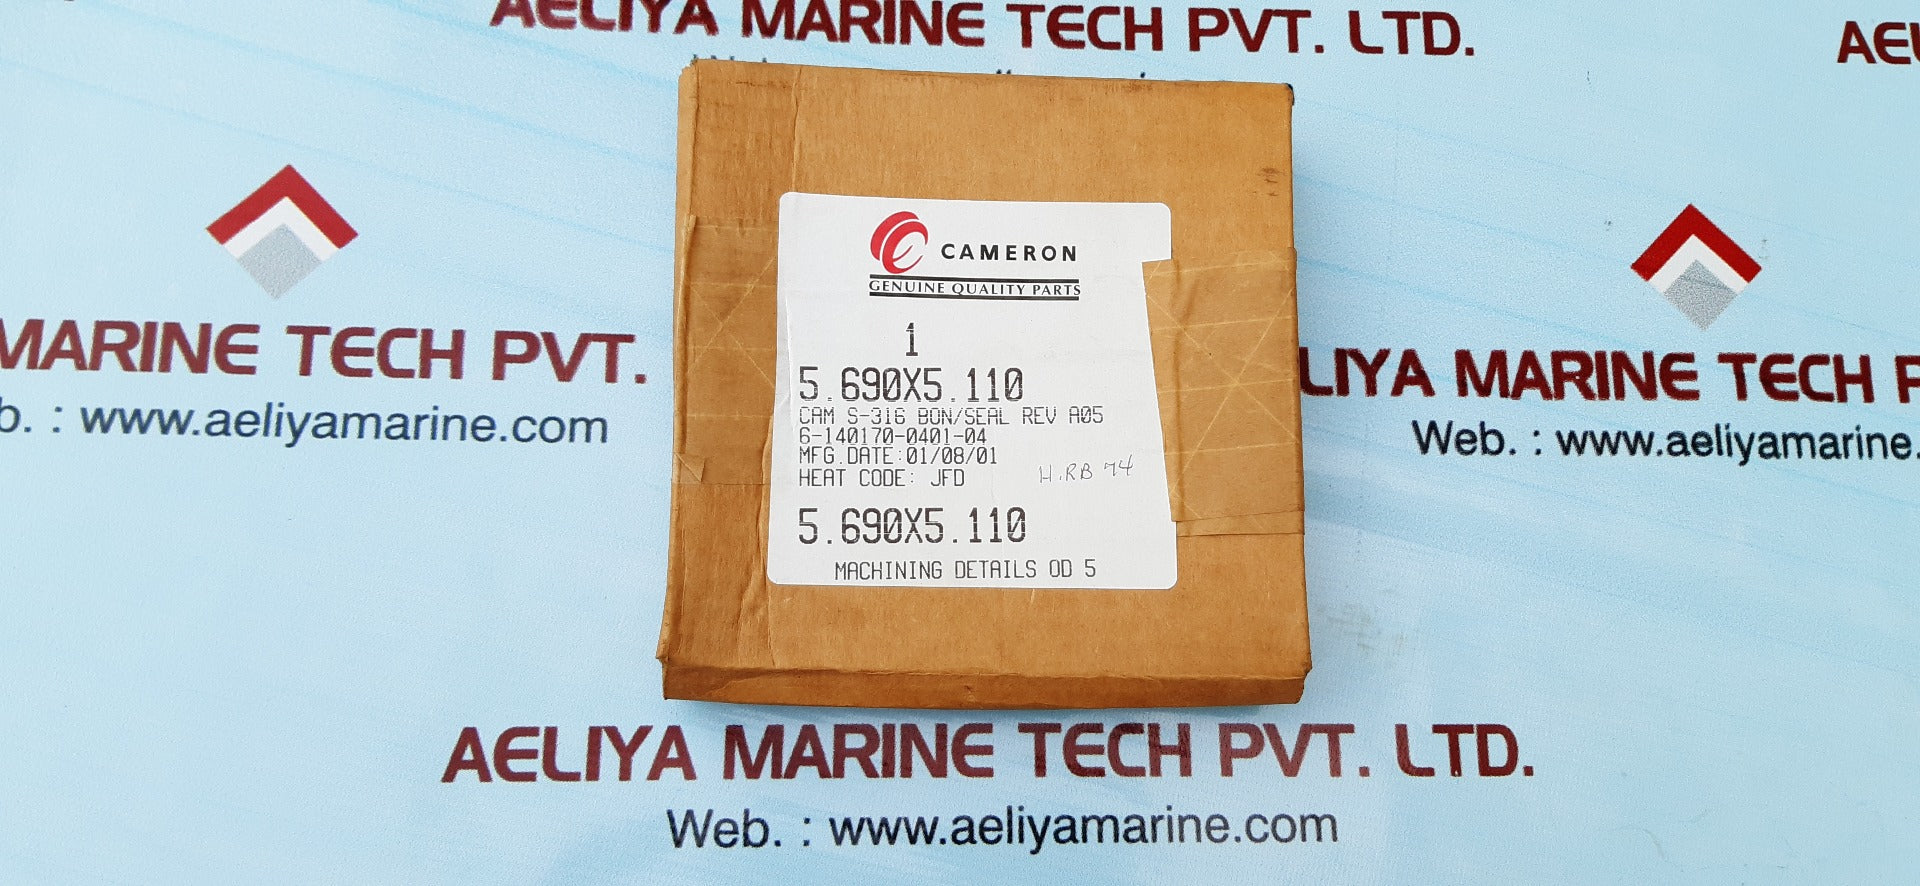 AELIYA MARINE TECH PVT. LTD.
MARINE TECH PVT.
www.aeliyamarine.com
CAMERON
GENUINE QUALITY PARTS
1
5.690X5.110
CAM S-316 BON/SEAL REV A05
6-140170-0401-04
MFG.DATE:01/08/01
HEAT CODE: JFD
H.RB 74
5.690X5.110
MACHINING DETAILS OD 5
MARINE TECH
Web. : www.aeliyamarine.
AELIYA MARINE TECH PVT. LTD.
Web. : www.aeliyamarine.com